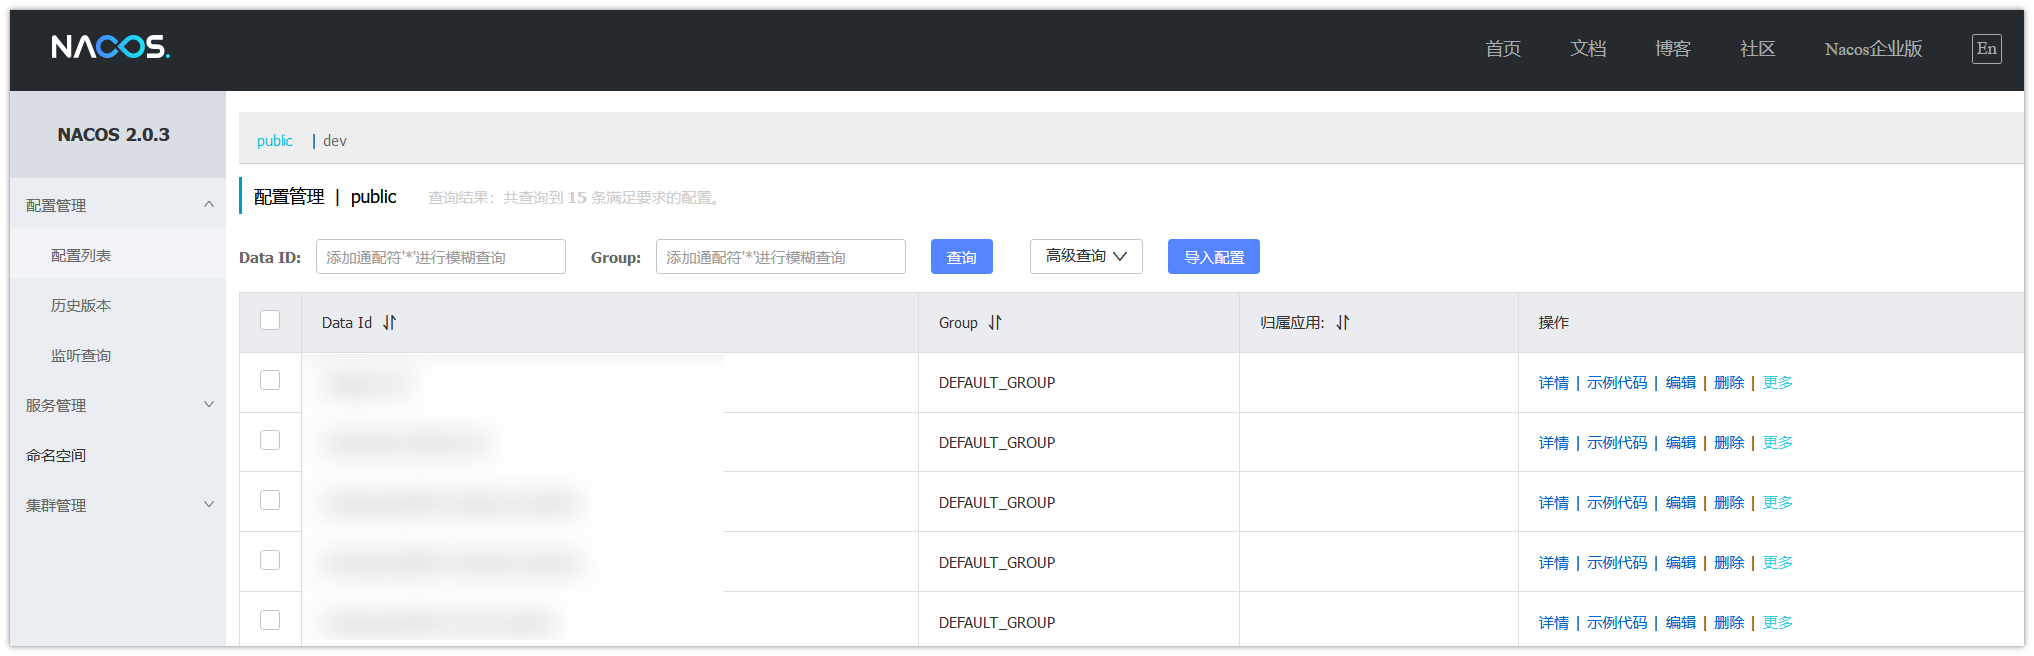 NACOS. 首页 文档 博客 社区 Nacos企业版 En
NACOS 2.0.3
配置管理
配置列表
历史版本
监听查询
服务管理
命名空间
集群管理
public | dev
配置管理 | public 查询结果：共查询到 15 条满足要求的配置。
Data ID: 添加通配符'*'进行模糊查询 Group: 添加通配符'*'进行模糊查询 查询 高级查询 导入配置
Data Id Group 归属应用: 操作
DEFAULT_GROUP 详情 | 示例代码 | 编辑 | 删除 | 更多
DEFAULT_GROUP 详情 | 示例代码 | 编辑 | 删除 | 更多
DEFAULT_GROUP 详情 | 示例代码 | 编辑 | 删除 | 更多
DEFAULT_GROUP 详情 | 示例代码 | 编辑 | 删除 | 更多
DEFAULT_GROUP 详情 | 示例代码 | 编辑 | 删除 | 更多